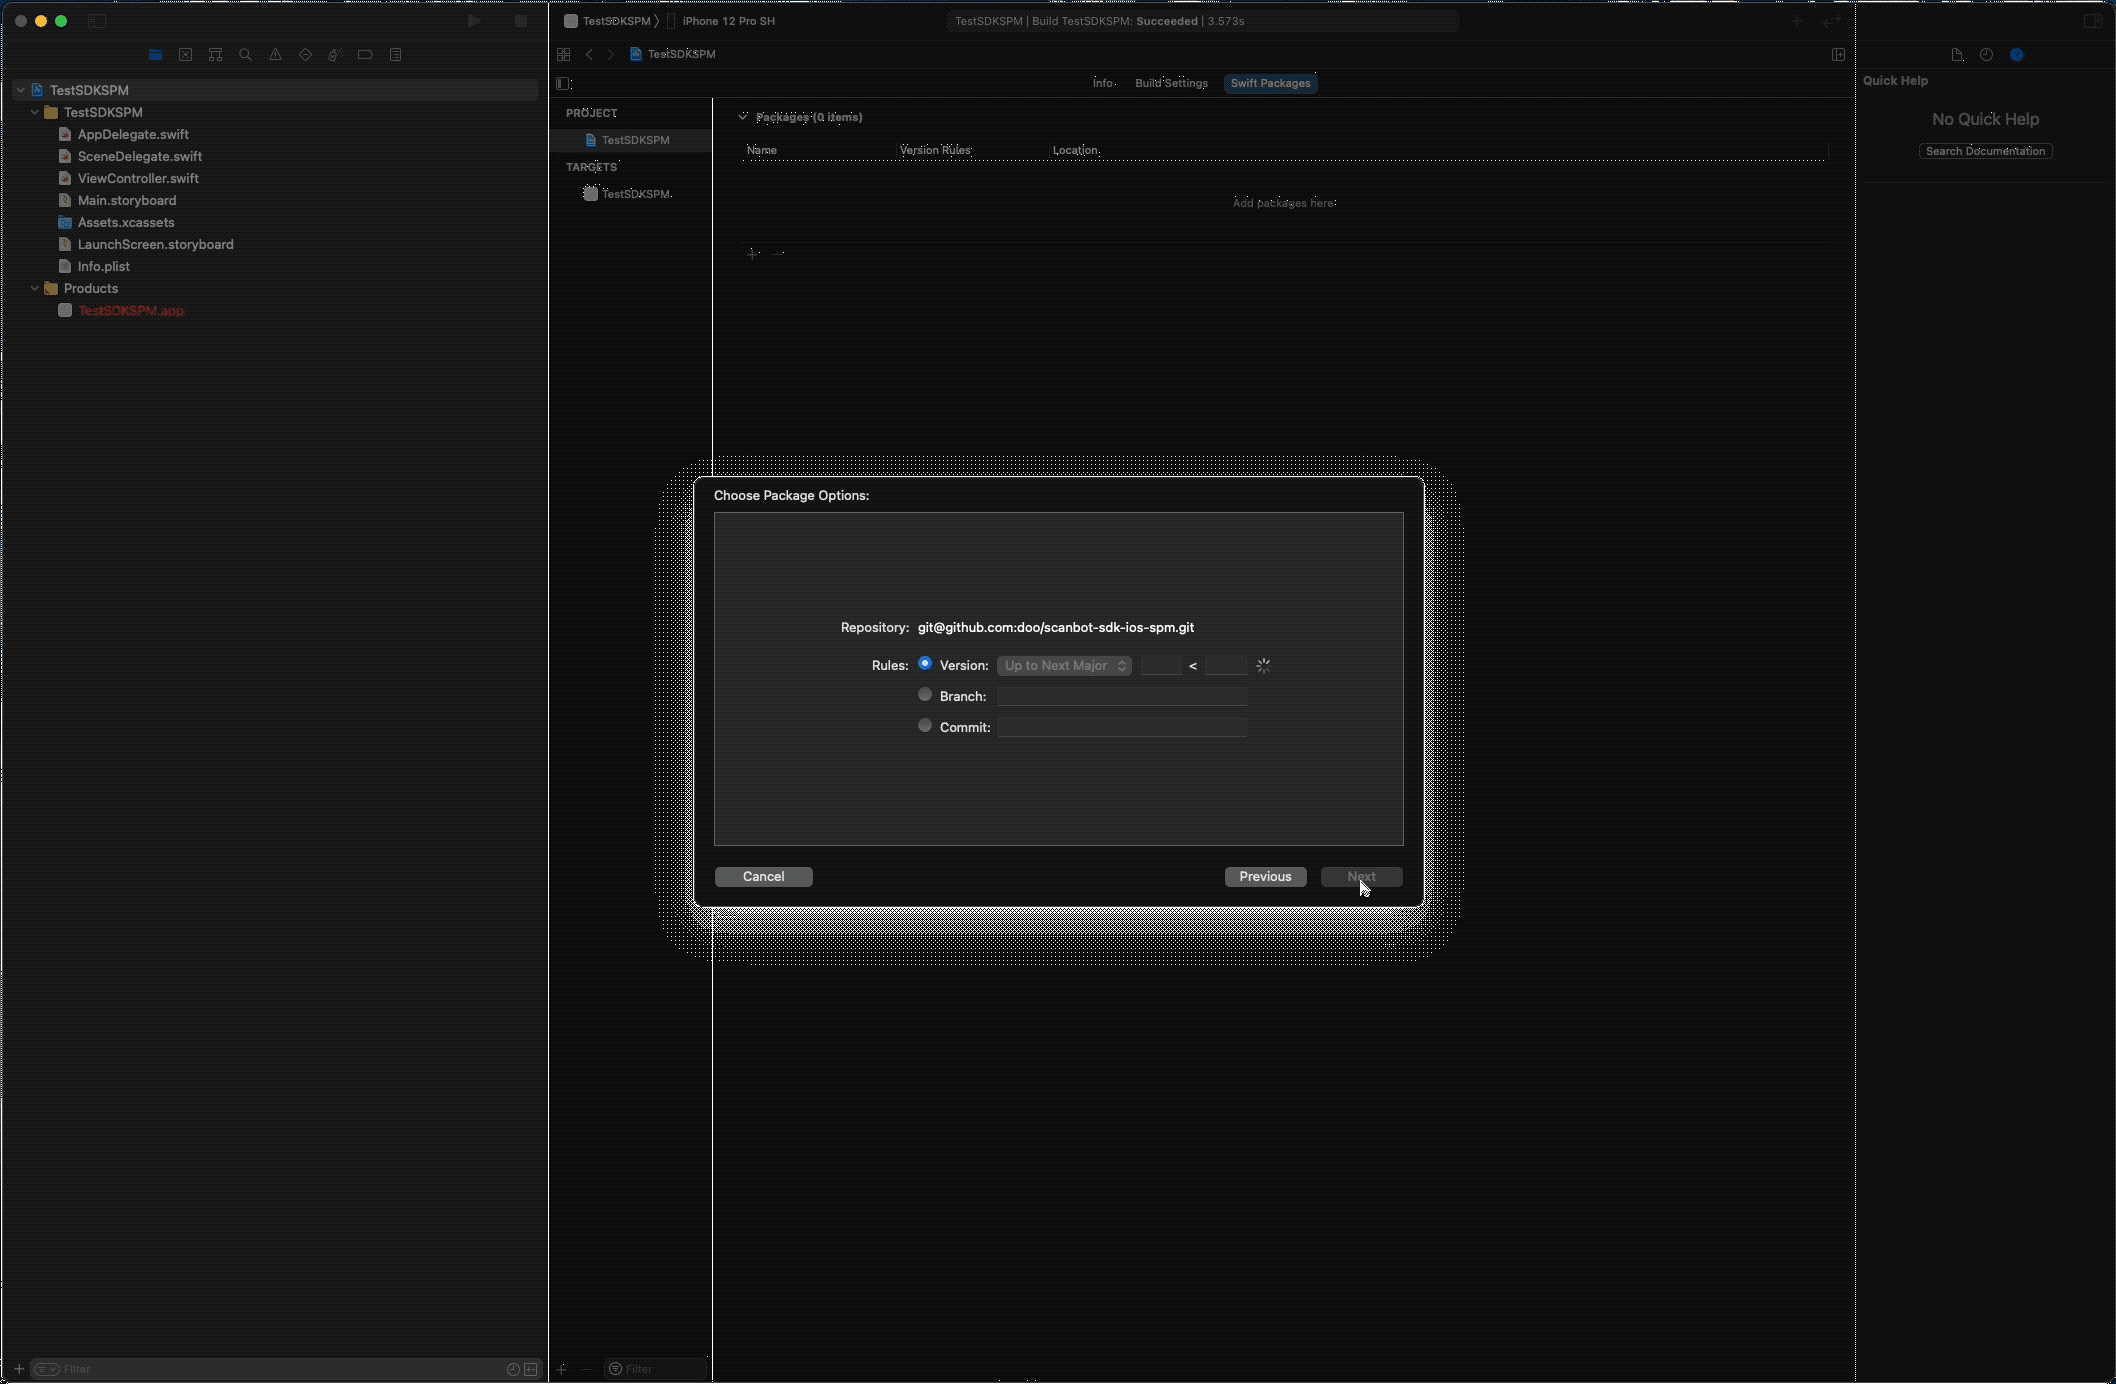 TestSDKSPM
iPhone 12 Pro SH
TestSDKSPM | Build TestSDKSPM: Succeeded | 3.573s
TestSDKSPM
Info
Build Settings
Swift Packages
TestSDKSPM
TestSDKSPM
AppDelegate.swift
SceneDelegate.swift
ViewController.swift
Main.storyboard
Assets.xcassets
LaunchScreen.storyboard
Info.plist
Products
TestSDKSPM.app
PROJECT
TestSDKSPM
TARGETS
TestSDKSPM
Packages (0 items)
Name
Version Rules
Location
Add packages here
Quick Help
No Quick Help
Search Documentation
Choose Package Options:
Repository: git@github.com:doo/scanbot-sdk-ios-spm.git
Rules: Version: Up to Next Major <
Branch:
Commit:
Cancel
Previous
Next
Filter
Filter